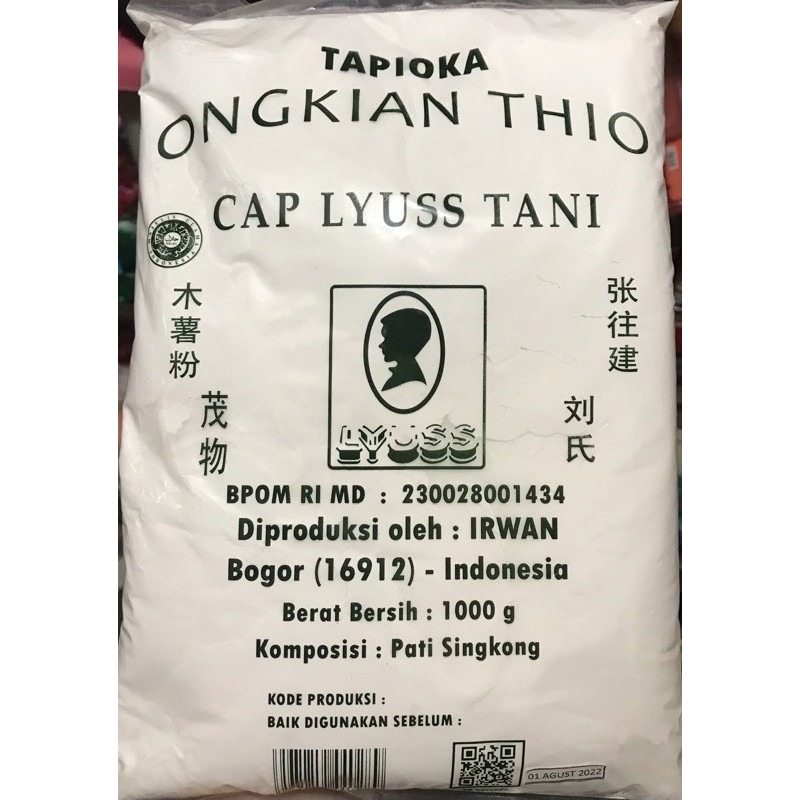 TAPIOKA
ONGKIAN THIO
CAP LYUSS TANI
木薯粉
茂物
张往建
刘氏
LYUSS
BPOM RI MD : 230028001434
Diproduksi oleh : IRWAN
Bogor (16912) - Indonesia
Berat Bersih : 1000 g
Komposisi : Pati Singkong
KODE PRODUKSI :
BAIK DIGUNAKAN SEBELUM :
01 AGUST 2022